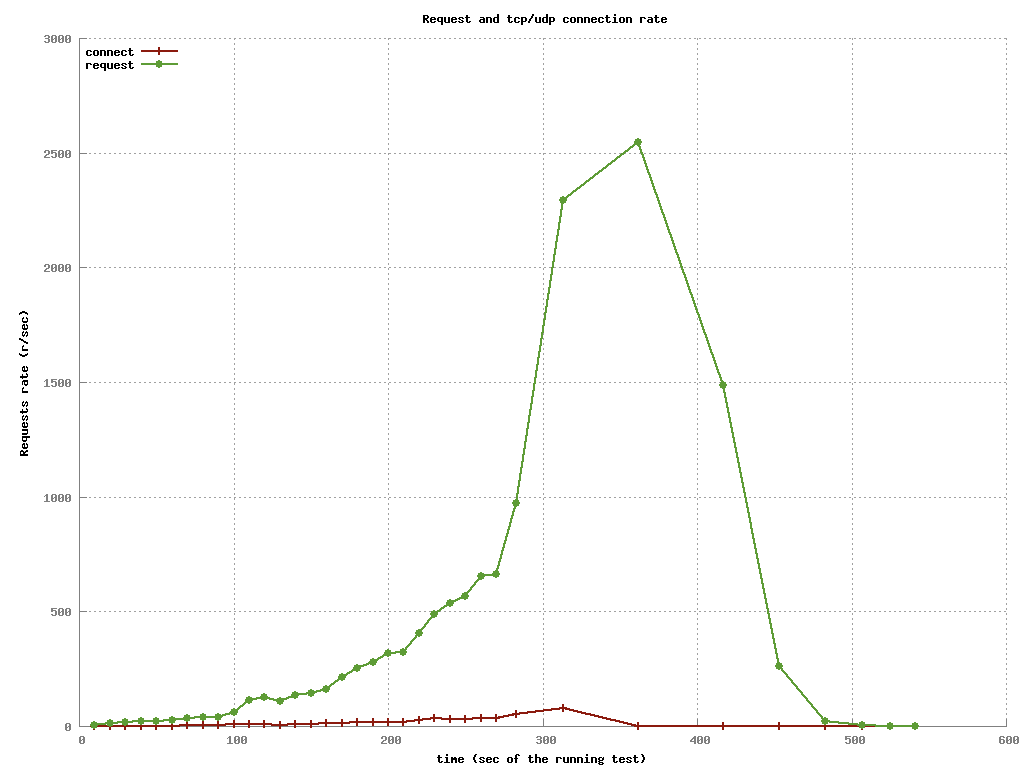 Request and tcp/udp connection rate
connect
request
Requests rate (r/sec)
3000
2500
2000
1500
1000
500
0
0 100 200 300 400 500 600
time (sec of the running test)